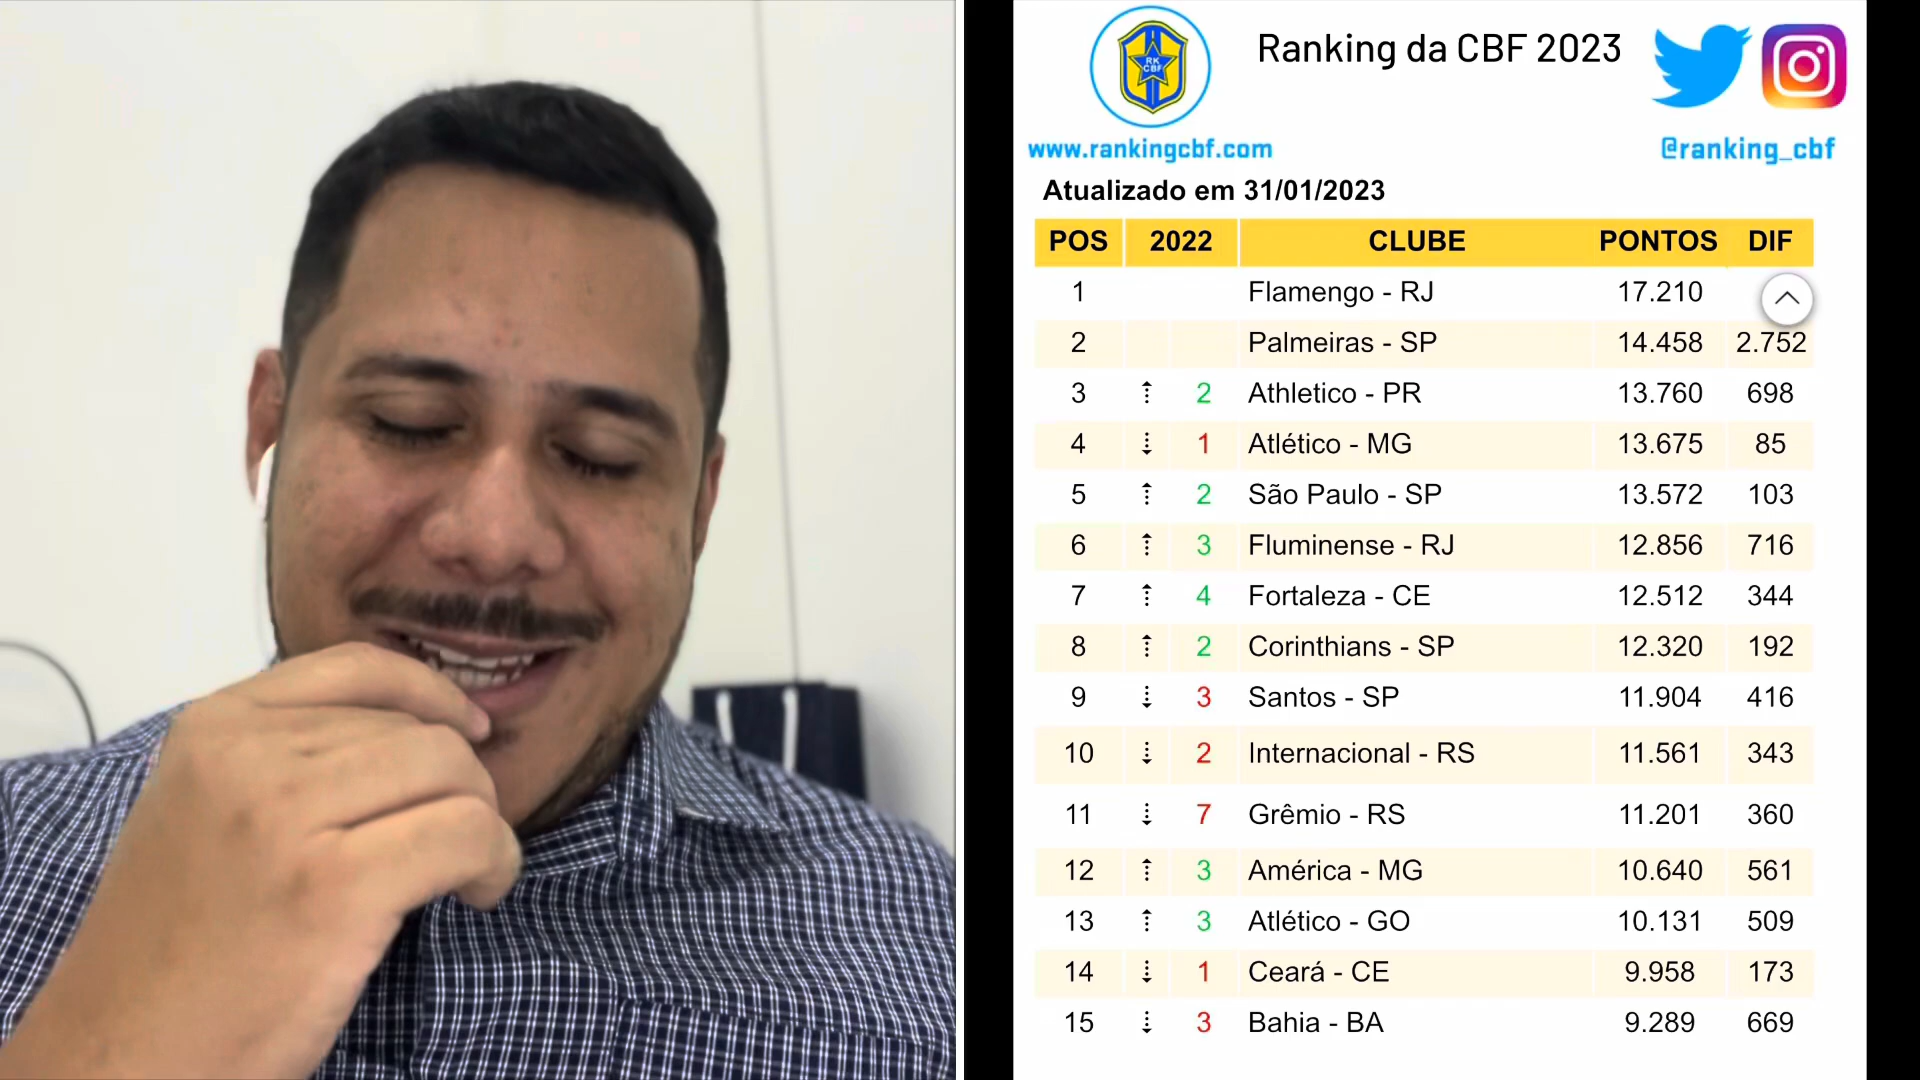 RK
CBF
Ranking da CBF 2023
www.rankingcbf.com
@ranking_cbf
Atualizado em 31/01/2023
POS 2022 CLUBE PONTOS DIF
1 Flamengo - RJ 17.210
2 Palmeiras - SP 14.458 2.752
3 2 Athletico - PR 13.760 698
4 1 Atlético - MG 13.675 85
5 2 São Paulo - SP 13.572 103
6 3 Fluminense - RJ 12.856 716
7 4 Fortaleza - CE 12.512 344
8 2 Corinthians - SP 12.320 192
9 3 Santos - SP 11.904 416
10 2 Internacional - RS 11.561 343
11 7 Grêmio - RS 11.201 360
12 3 América - MG 10.640 561
13 3 Atlético - GO 10.131 509
14 1 Ceará - CE 9.958 173
15 3 Bahia - BA 9.289 669